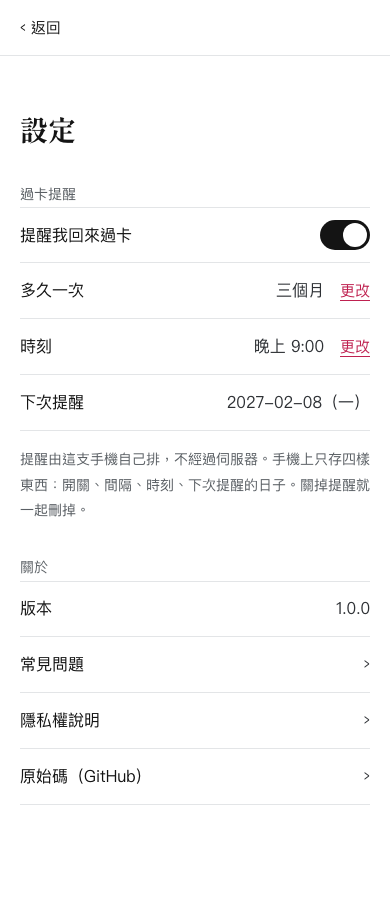 ‹ 返回
設定
過卡提醒
提醒我回來過卡
多久一次 三個月 更改
時刻 晚上 9:00 更改
下次提醒 2027–02–08（一）
提醒由這支手機自己排，不經過伺服器。手機上只存四樣
東西：開關、間隔、時刻、下次提醒的日子。關掉提醒就
一起刪掉。
關於
版本 1.0.0
常見問題 ›
隱私權說明 ›
原始碼（GitHub） ›